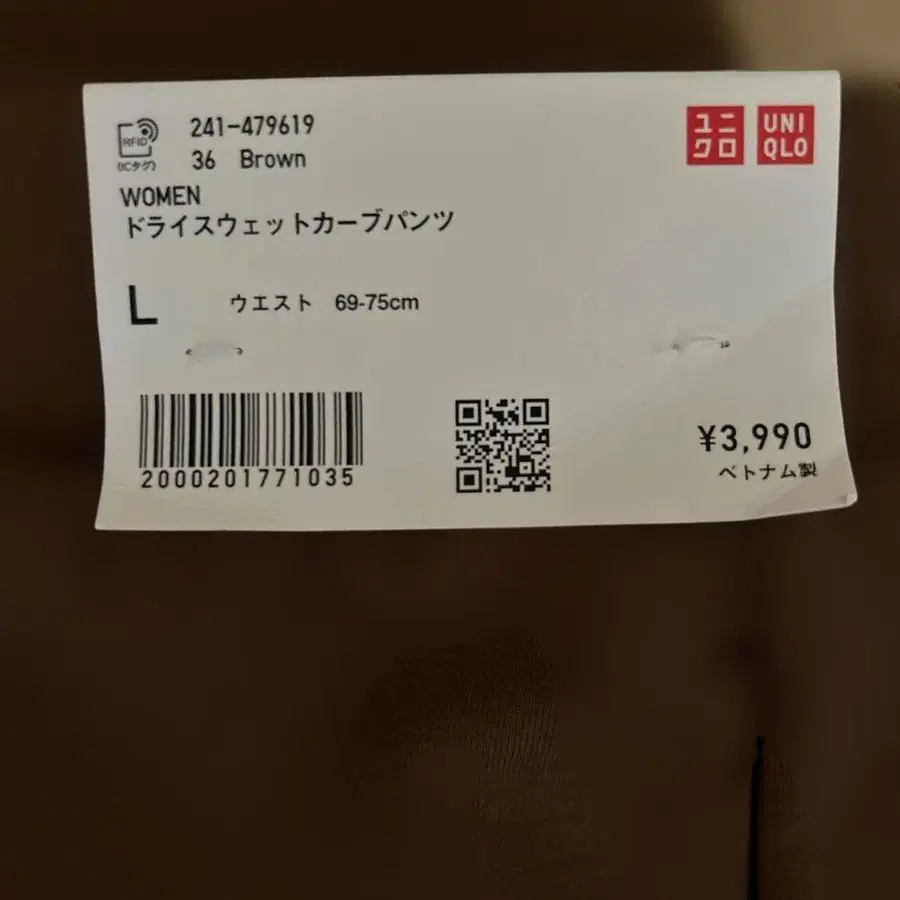 RFID
(ICタグ)
241-479619
36 Brown
ユニクロ
UNIQLO
WOMEN
ドライスウェットカーブパンツ
L ウエスト 69-75cm
2000201771035
¥3,990
ベトナム製